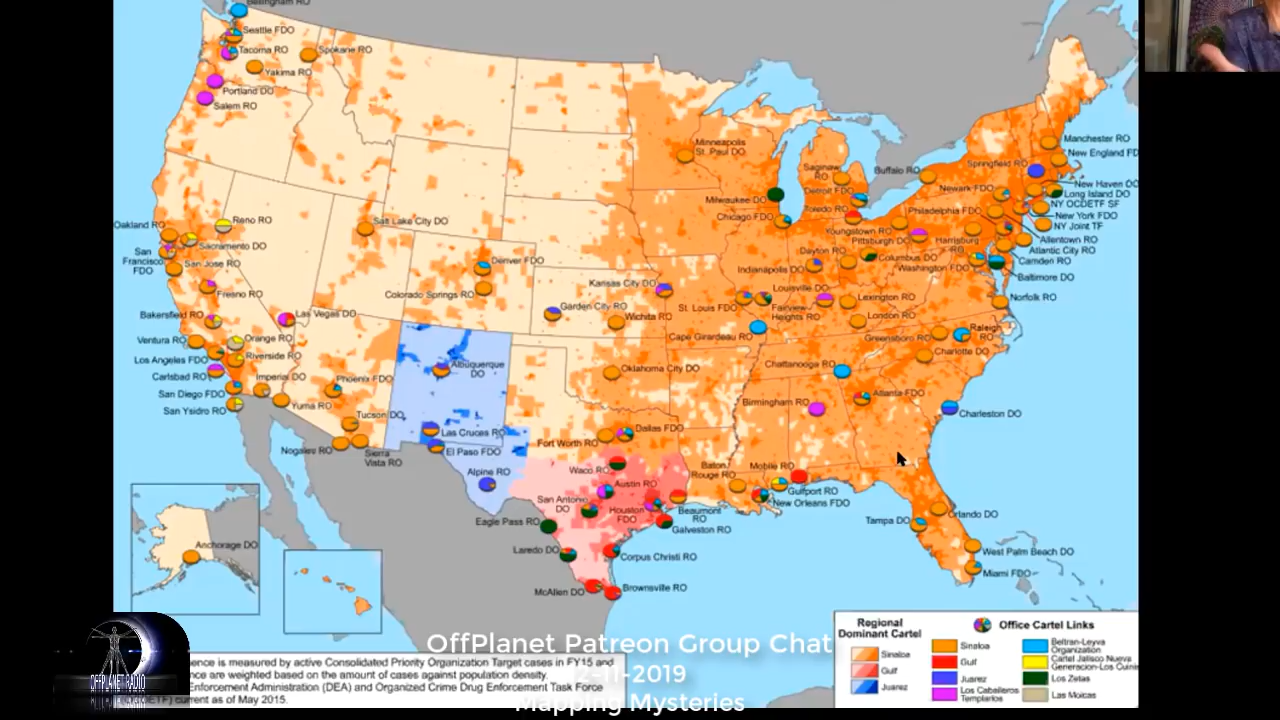 Bellingham RO
Seattle FDO
Tacoma RO
Spokane RO
Yakima RO
Portland DO
Salem RO
Minneapolis
St. Paul DO
Manchester RO
New England FD
Springfield RO
Saginaw
RO
Buffalo RO
Detroit FDO
Newark FDO
New Haven DO
Long Island DO
Milwaukee DO
NY OCDETF SF
Toledo RO
Philadelphia FDO
New York FDO
Chicago FDO
NY Joint TF
Oakland RO
Reno RO
Salt Lake City DO
Youngstown RO
Pittsburgh DO
Harrisburg
RO
Allentown RO
Sacramento DO
Dayton RO
Columbus DO
Atlantic City RO
San
Francisco
FDO
San Jose RO
Denver FDO
Indianapolis DO
Washington FDO
Camden RO
Baltimore DO
Kansas City DO
Louisville DO
Fresno RO
Colorado Springs RO
Garden City RO
St. Louis FDO
Fairview
Heights RO
Lexington RO
Norfolk RO
Bakersfield RO
Las Vegas DO
Wichita RO
London RO
Ventura RO
Orange RO
Cape Girardeau RO
Greensboro RO
Raleigh
RO
Los Angeles FDO
Riverside RO
Charlotte DO
Carlsbad RO
Imperial DO
Phoenix FDO
Albuquerque
DO
Oklahoma City DO
Chattanooga RO
San Diego FDO
Atlanta FDO
San Ysidro RO
Yuma RO
Birmingham RO
Tucson DO
Charleston DO
Las Cruces RO
Dallas FDO
Nogales RO
Sierra
Vista RO
El Paso FDO
Fort Worth RO
Alpine RO
Waco RO
Baton
Rouge RO
Mobile RO
Austin RO
Gulfport RO
San Antonio
DO
Houston
FDO
Beaumont
RO
New Orleans FDO
Orlando DO
Eagle Pass RO
Galveston RO
Tampa DO
Anchorage DO
Laredo DO
Corpus Christi RO
West Palm Beach DO
Miami FDO
McAllen DO
Brownsville RO
Regional
Dominant Cartel
Sinaloa
Gulf
Juarez
Office Cartel Links
Sinaloa
Gulf
Juarez
Los Caballeros
Templarios
Beltran-Leyva
Organization
Cartel Jalisco Nueva
Generacion-Los Cuinis
Los Zetas
Las Moicas
OffPlanet Patreon Group Chat
-2019
Mapping Mysteries
ence is measured by active Consolidated Priority Organization Target cases in FY15 and
nce are weighted based on the amount of cases against population density.
Enforcement Administration (DEA) and Organized Crime Drug Enforcement Task Force
current as of May 2015.
OFFPLANET RADIO